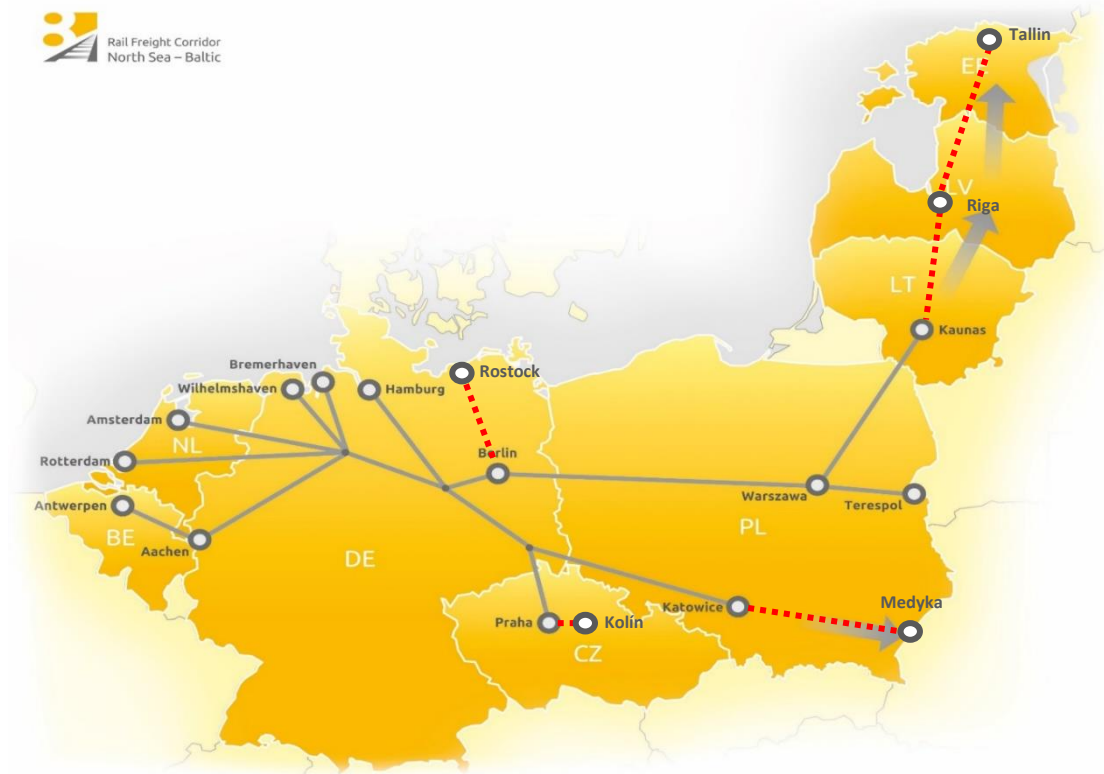 8
Rail Freight Corridor
North Sea – Baltic
Tallin
EE
LV
Riga
LT
Kaunas
Bremerhaven
Wilhelmshaven
Hamburg
Rostock
Amsterdam
NL
Rotterdam
Berlin
Antwerpen
Warszawa
Terespol
BE
Aachen
DE
PL
Katowice
Medyka
Praha
Kolín
CZ